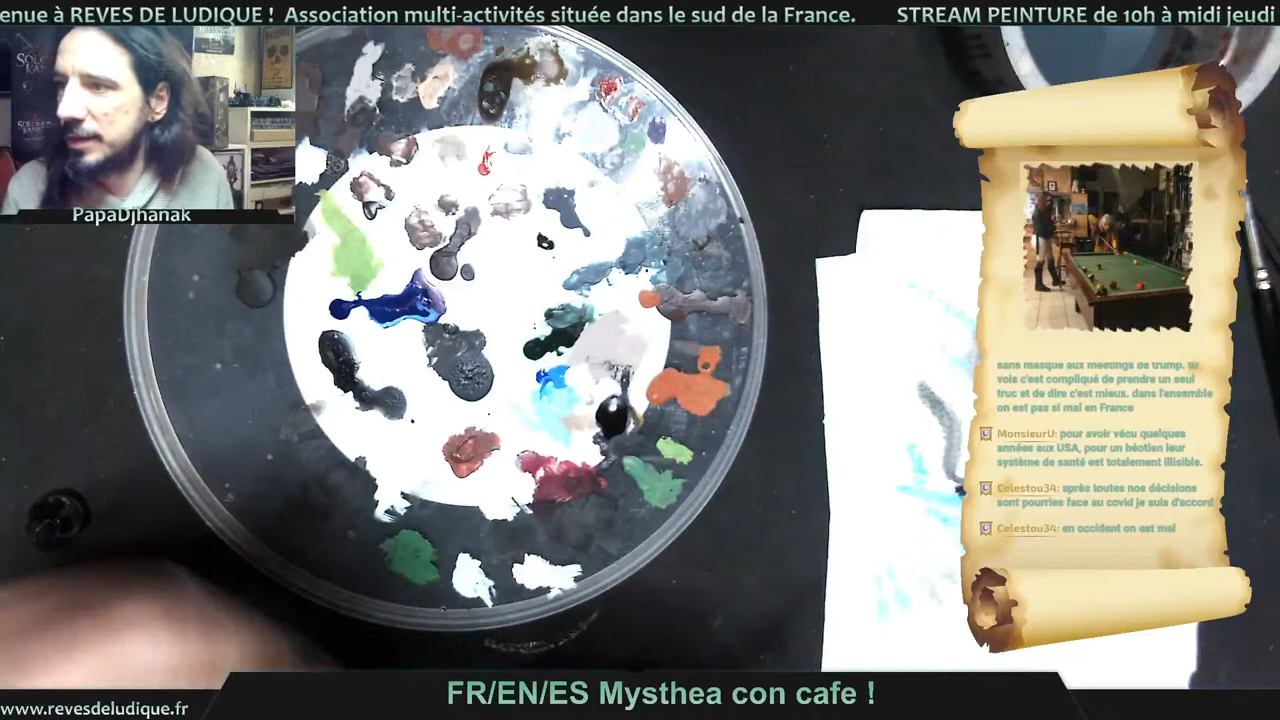 enue à REVES DE LUDIQUE ! Association multi-activités située dans le sud de la France. STREAM PEINTURE de 10h à midi jeudi
SOLOMON
KANE
PapaDjhanak
sans masque aux meetings de trump. tu
vois c'est compliqué de prendre un seul
truc et de dire c'est mieux. dans l'ensemble
on est pas si mal en France
MonsieurU: pour avoir vécu quelques
années aux USA, pour un béotien leur
système de santé est totalement illisible.
Celestou34: après toutes nos décisions
sont pourries face au covid je suis d'accord
Celestou34: en occident on est mal
FR/EN/ES Mysthea con cafe !
www.revesdeludique.fr